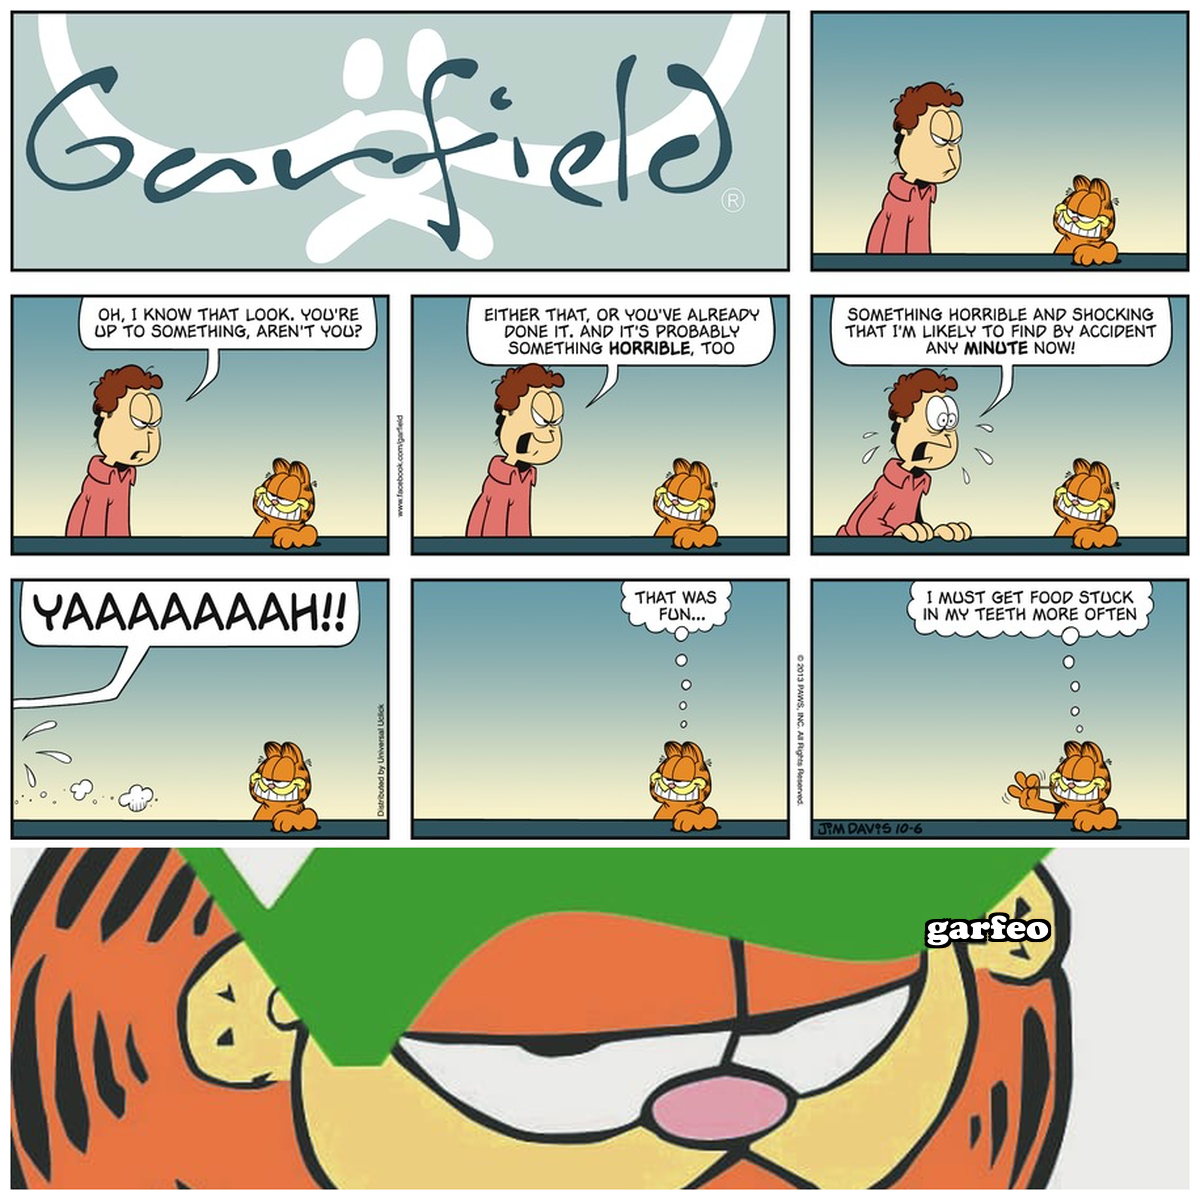 Garfield
®
OH, I KNOW THAT LOOK. YOU'RE
UP TO SOMETHING, AREN'T YOU?
www.facebook.com/garfield
EITHER THAT, OR YOU'VE ALREADY
DONE IT. AND IT'S PROBABLY
SOMETHING HORRIBLE, TOO
SOMETHING HORRIBLE AND SHOCKING
THAT I'M LIKELY TO FIND BY ACCIDENT
ANY MINUTE NOW!
YAAAAAAAAH!!
Distributed by Universal Uclick
THAT WAS
FUN...
© 2013 PAWS, INC. All Rights Reserved.
I MUST GET FOOD STUCK
IN MY TEETH MORE OFTEN
JIM DAVIS 10-6
garfeo